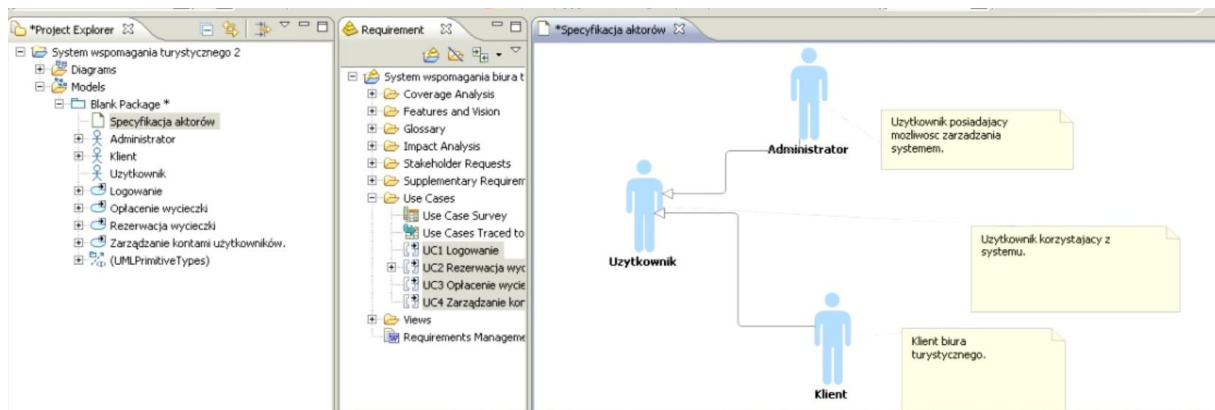 *Project Explorer
System wspomagania turystycznego 2
Diagrams
Models
Blank Package *
Specyfikacja aktorów
Administrator
Klient
Uzytkownik
Logowanie
Opłacenie wycieczki
Rezerwacja wycieczki
Zarządzanie kontami użytkowników.
(UMLPrimitiveTypes)
Requirement
System wspomagania biura t
Coverage Analysis
Features and Vision
Glossary
Impact Analysis
Stakeholder Requests
Supplementary Requirem
Use Cases
Use Case Survey
Use Cases Traced to
UC1 Logowanie
UC2 Rezerwacja wyc
UC3 Opłacenie wycie
UC4 Zarządzanie kon
Views
Requirements Manageme
*Specyfikacja aktorów
Administrator
Uzytkownik posiadajacy
mozliwosc zarzadzania
systemem.
Uzytkownik
Uzytkownik korzystajacy z
systemu.
Klient
Klient biura
turystycznego.